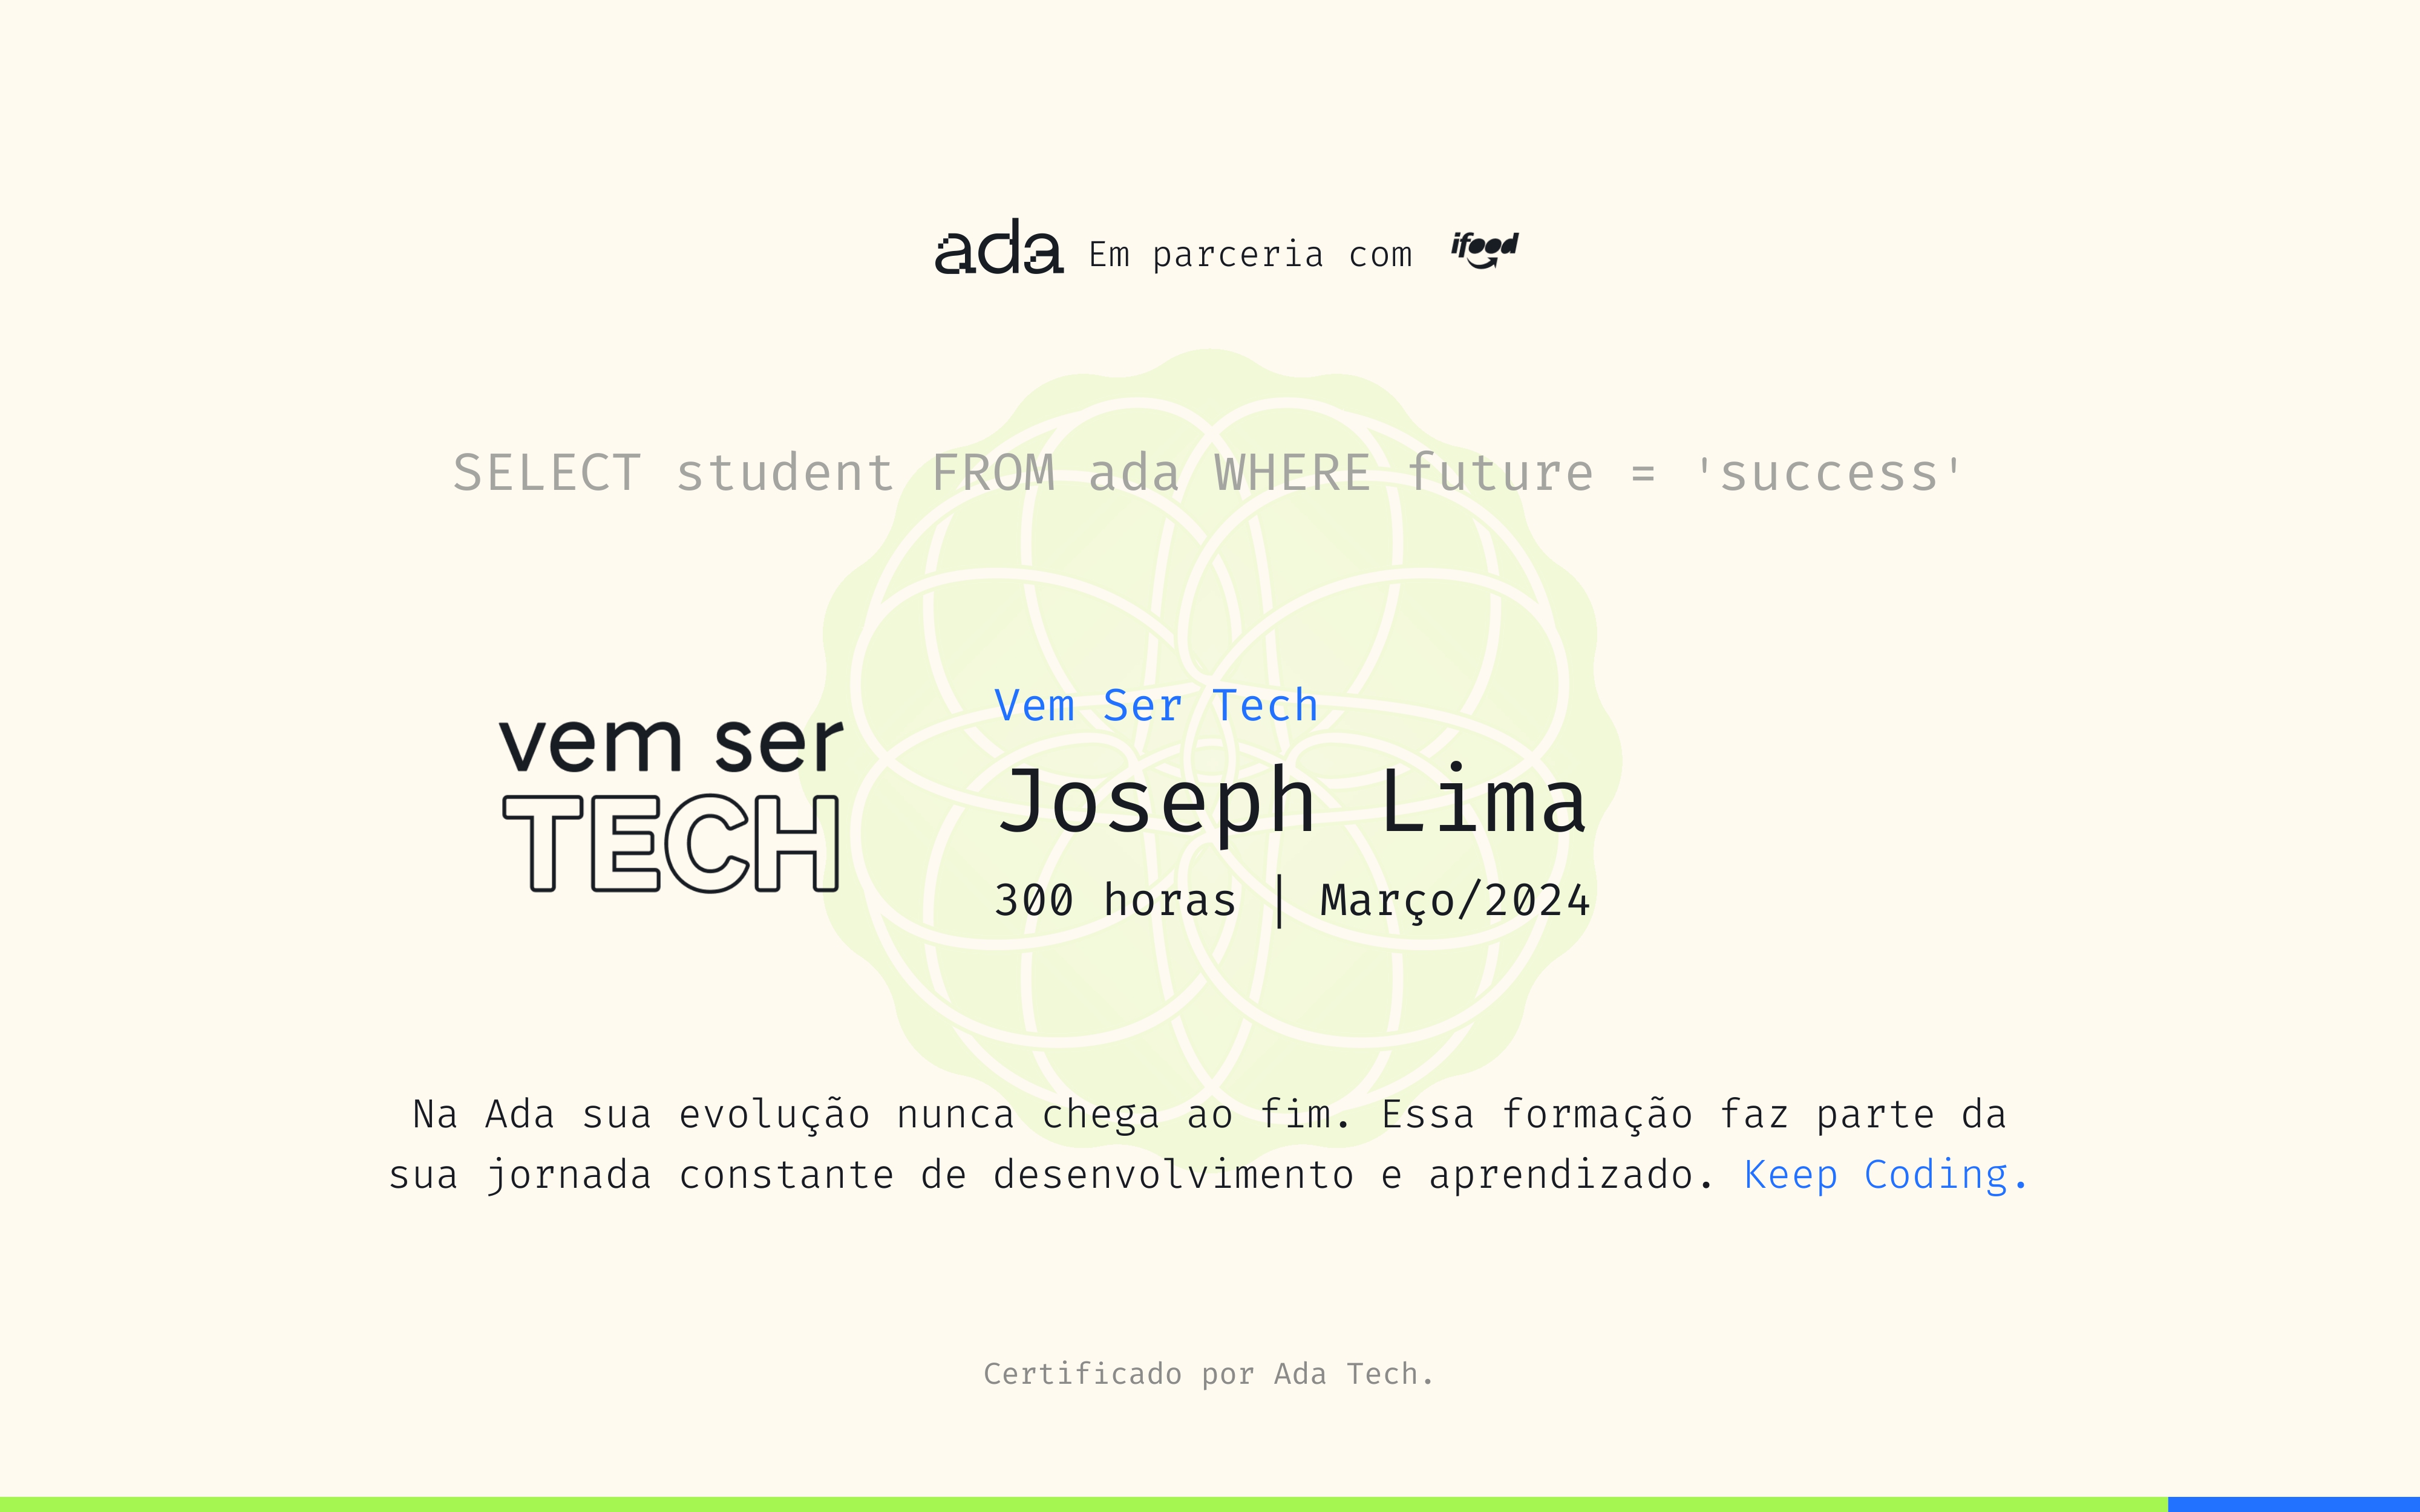 ada Em parceria com ifood
SELECT student FROM ada WHERE future = 'success'
vem ser
TECH
Vem Ser Tech
Joseph Lima
300 horas | Março/2024
Na Ada sua evolução nunca chega ao fim. Essa formação faz parte da
sua jornada constante de desenvolvimento e aprendizado. Keep Coding.
Certificado por Ada Tech.